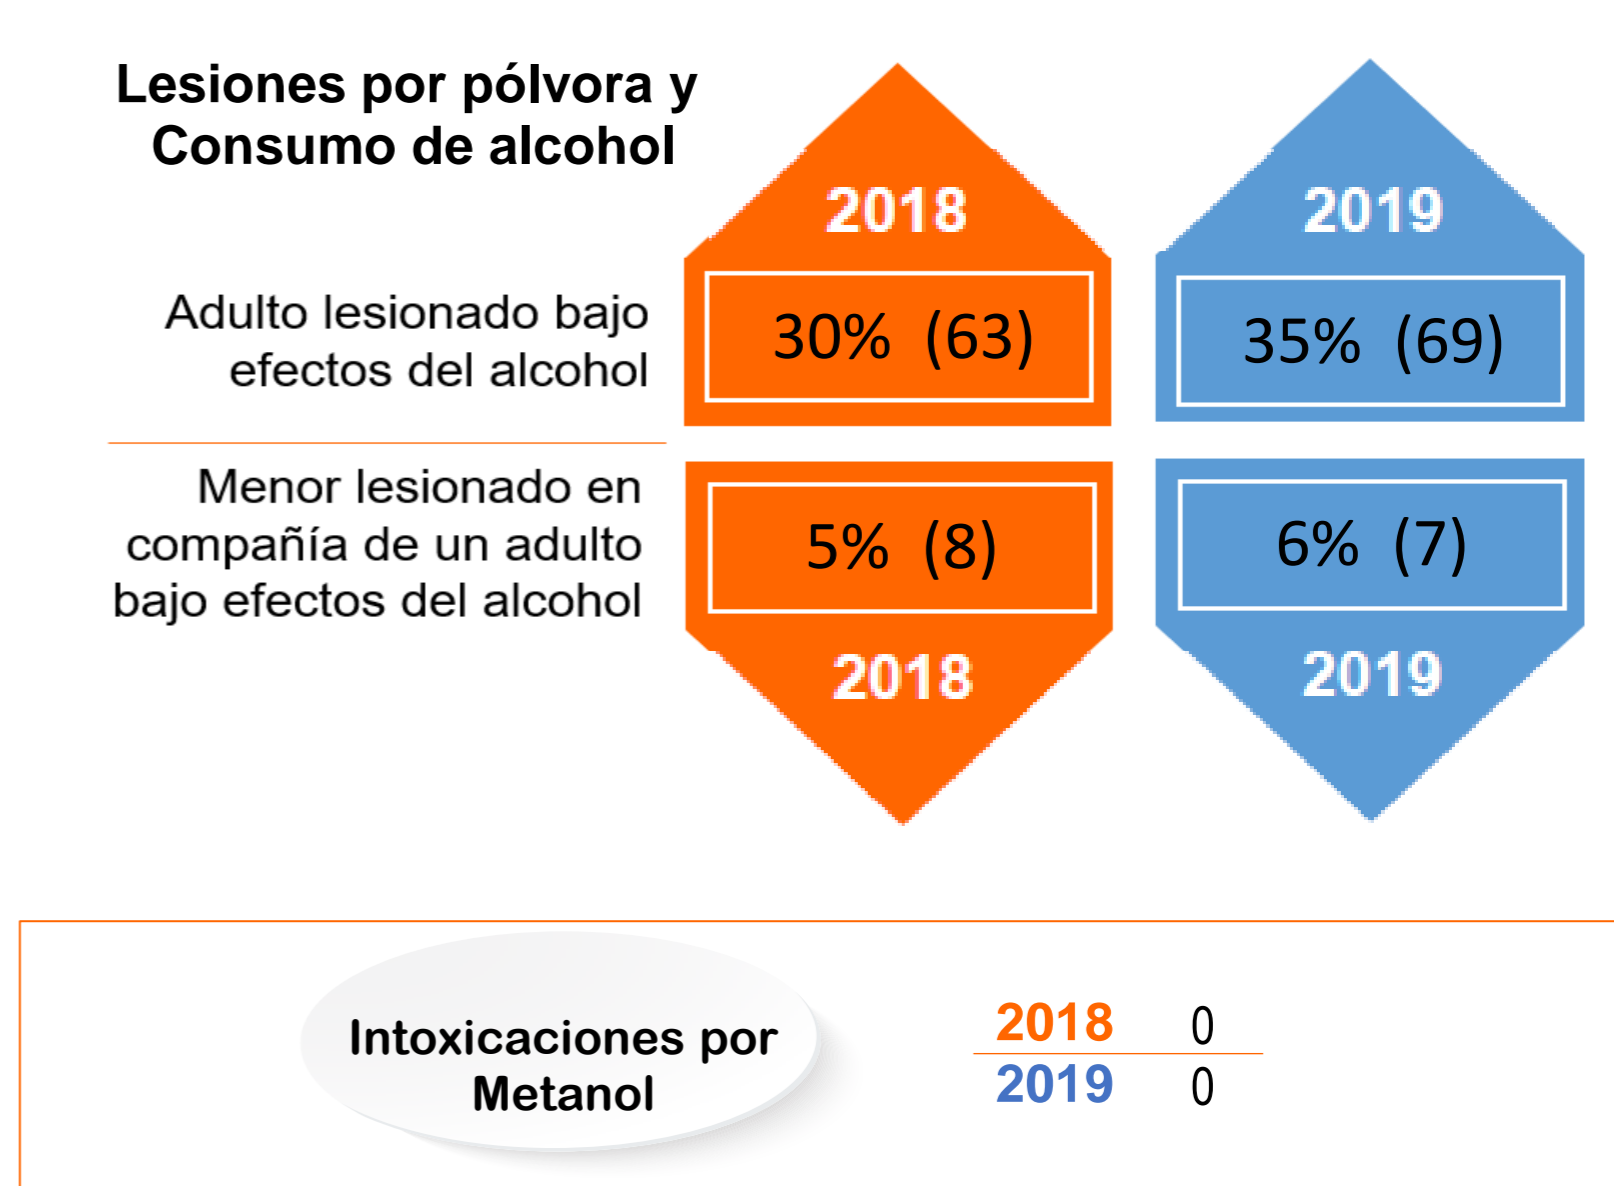 Lesiones por pólvora y
Consumo de alcohol
2018
2019
Adulto lesionado bajo
efectos del alcohol
30% (63)
35% (69)
Menor lesionado en
compañía de un adulto
bajo efectos del alcohol
5% (8)
6% (7)
2018
2019
Intoxicaciones por
Metanol
2018 0
2019 0